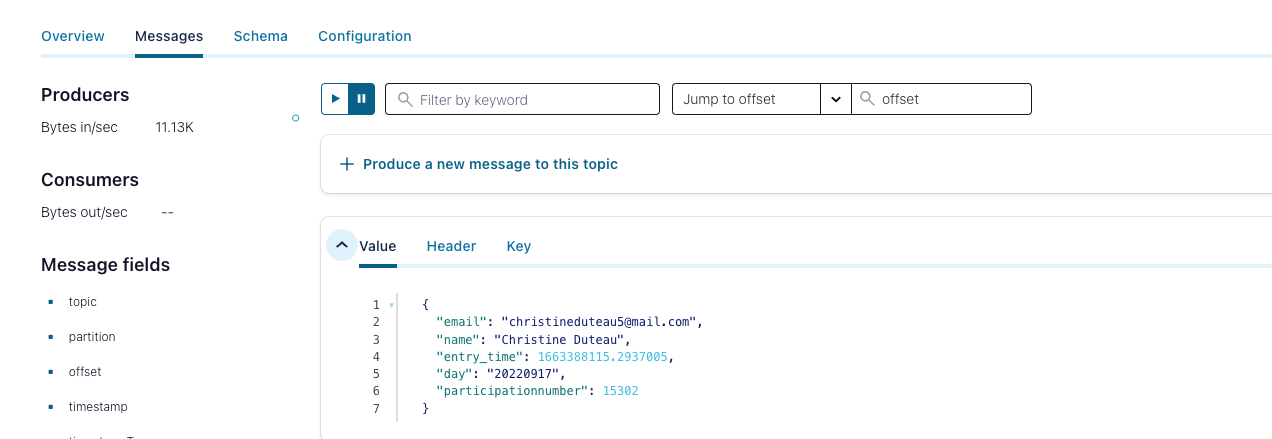 Overview Messages Schema Configuration
Producers
Bytes in/sec 11.13K
Consumers
Bytes out/sec --
Message fields
topic
partition
offset
timestamp
Filter by keyword Jump to offset offset
Produce a new message to this topic
Value Header Key
1 {
2 "email": "christineduteau5@mail.com",
3 "name": "Christine Duteau",
4 "entry_time": 1663388115.2937005,
5 "day": "20220917",
6 "participationnumber": 15302
7 }